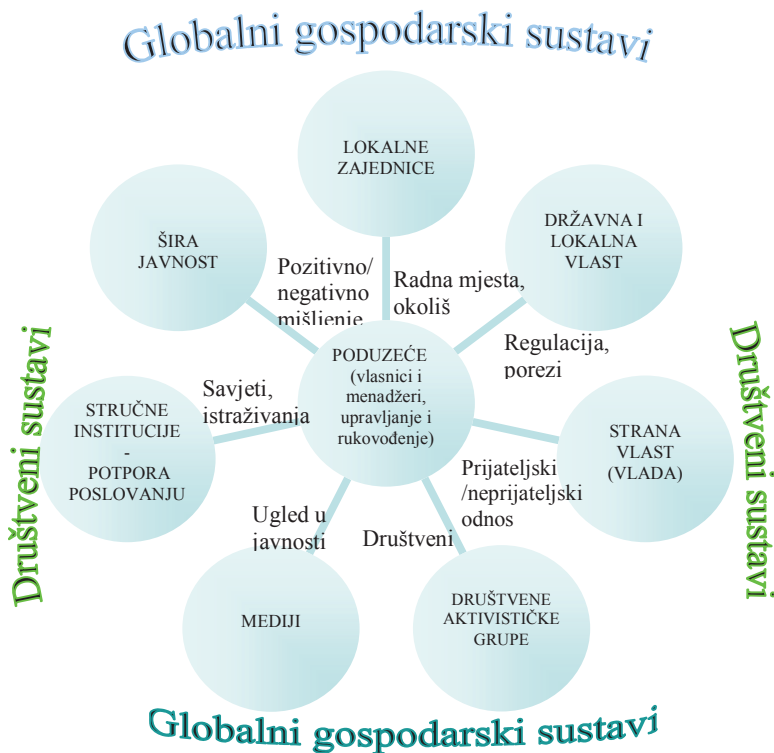 Globalni gospodarski sustavi
LOKALNE
ZAJEDNICE
ŠIRA
JAVNOST
DRŽAVNA I
LOKALNA
VLAST
Pozitivno/
negativno
mišljenje
Radna mjesta,
okoliš
Regulacija,
porezi
Društveni sustavi
Društveni sustavi
PODUZEĆE
(vlasnici i
menadžeri,
upravljanje i
rukovođenje)
Savjeti,
istraživanja
STRUČNE
INSTITUCIJE
-
POTPORA
POSLOVANJU
STRANA
VLAST
(VLADA)
Prijateljski
/neprijateljski
odnos
Ugled u
javnosti
Društveni
MEDIJI
DRUŠTVENE
AKTIVISTIČKE
GRUPE
Globalni gospodarski sustavi